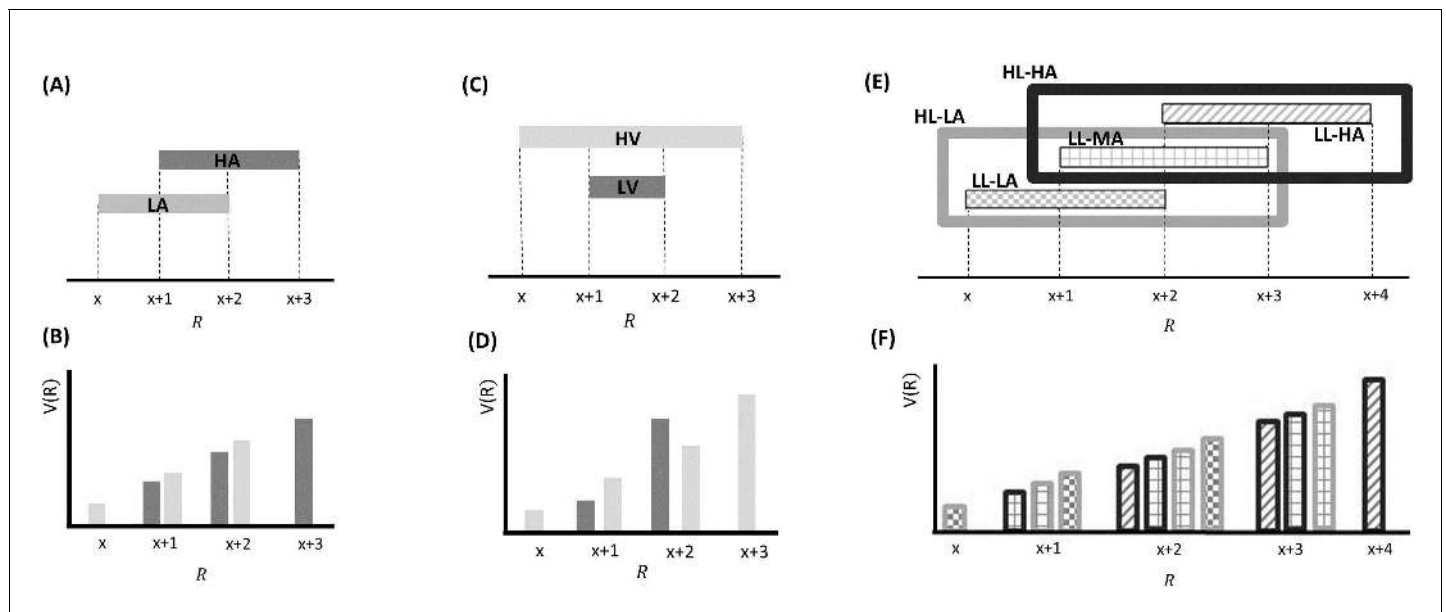 (A)
HA
LA
x x+1 x+2 x+3
R
(B)
V(R)
x x+1 x+2 x+3
R
(C)
HV
LV
x x+1 x+2 x+3
R
(D)
V(R)
x x+1 x+2 x+3
R
(E)
HL-HA
HL-LA
LL-HA
LL-MA
LL-LA
x x+1 x+2 x+3 x+4
R
(F)
V(R)
x x+1 x+2 x+3 x+4
R